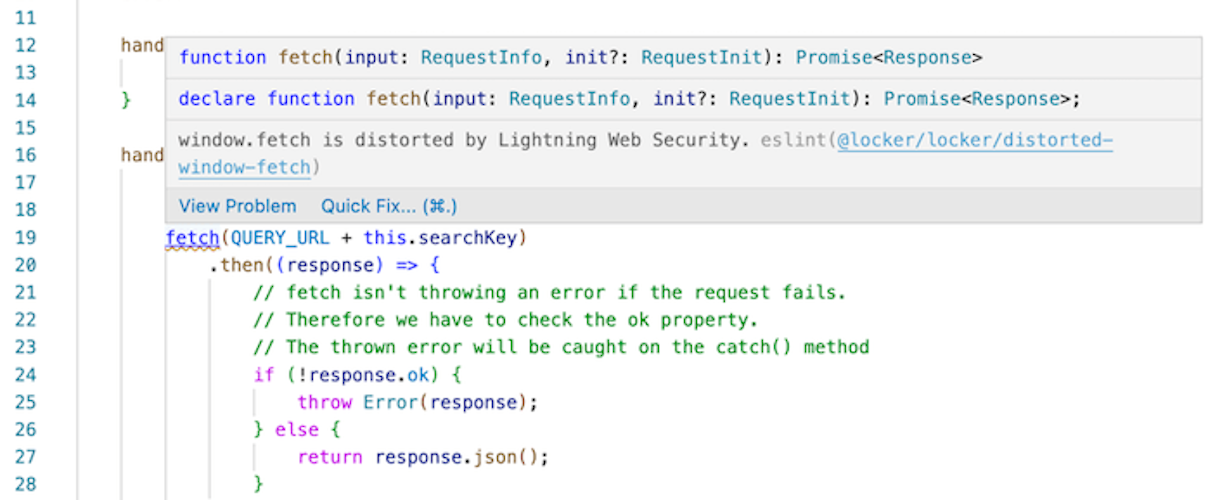 11
12 hand
function fetch(input: RequestInfo, init?: RequestInit): Promise<Response>
13
14 }
declare function fetch(input: RequestInfo, init?: RequestInit): Promise<Response>;
15
window.fetch is distorted by Lightning Web Security. eslint(@locker/locker/distorted-
16 hand
window-fetch)
17
18
View Problem Quick Fix... (⌘.)
19 fetch(QUERY_URL + this.searchKey)
20 .then((response) => {
21 // fetch isn't throwing an error if the request fails.
22 // Therefore we have to check the ok property.
23 // The thrown error will be caught on the catch() method
24 if (!response.ok) {
25 throw Error(response);
26 } else {
27 return response.json();
28 }